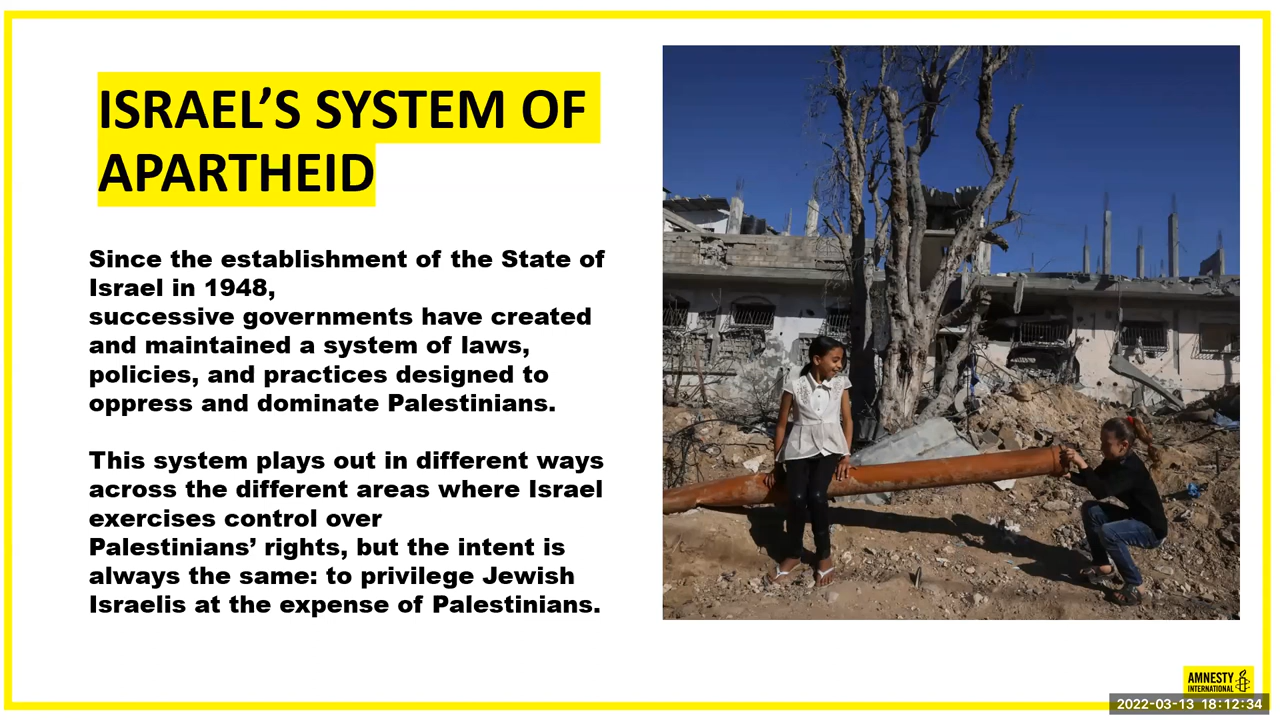 ISRAEL’S SYSTEM OF
APARTHEID
Since the establishment of the State of
Israel in 1948,
successive governments have created
and maintained a system of laws,
policies, and practices designed to
oppress and dominate Palestinians.
This system plays out in different ways
across the different areas where Israel
exercises control over
Palestinians’ rights, but the intent is
always the same: to privilege Jewish
Israelis at the expense of Palestinians.
AMNESTY
INTERNATIONAL
2022-03-13 18:12:34